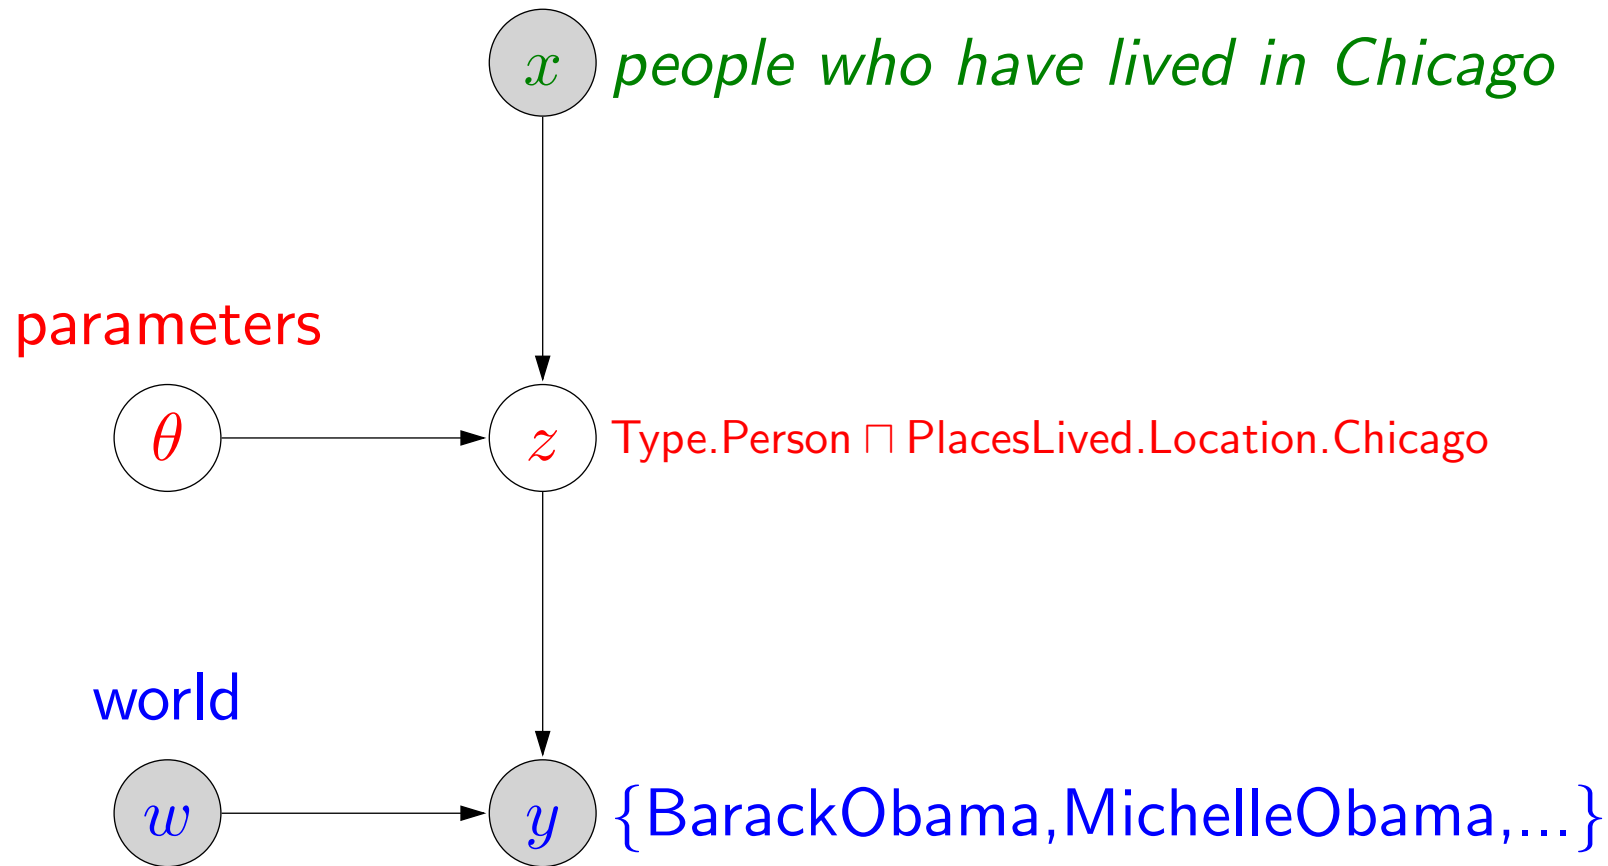 x people who have lived in Chicago
parameters
θ z Type.Person ⊓ PlacesLived.Location.Chicago
world
w y {BarackObama,MichelleObama,...}